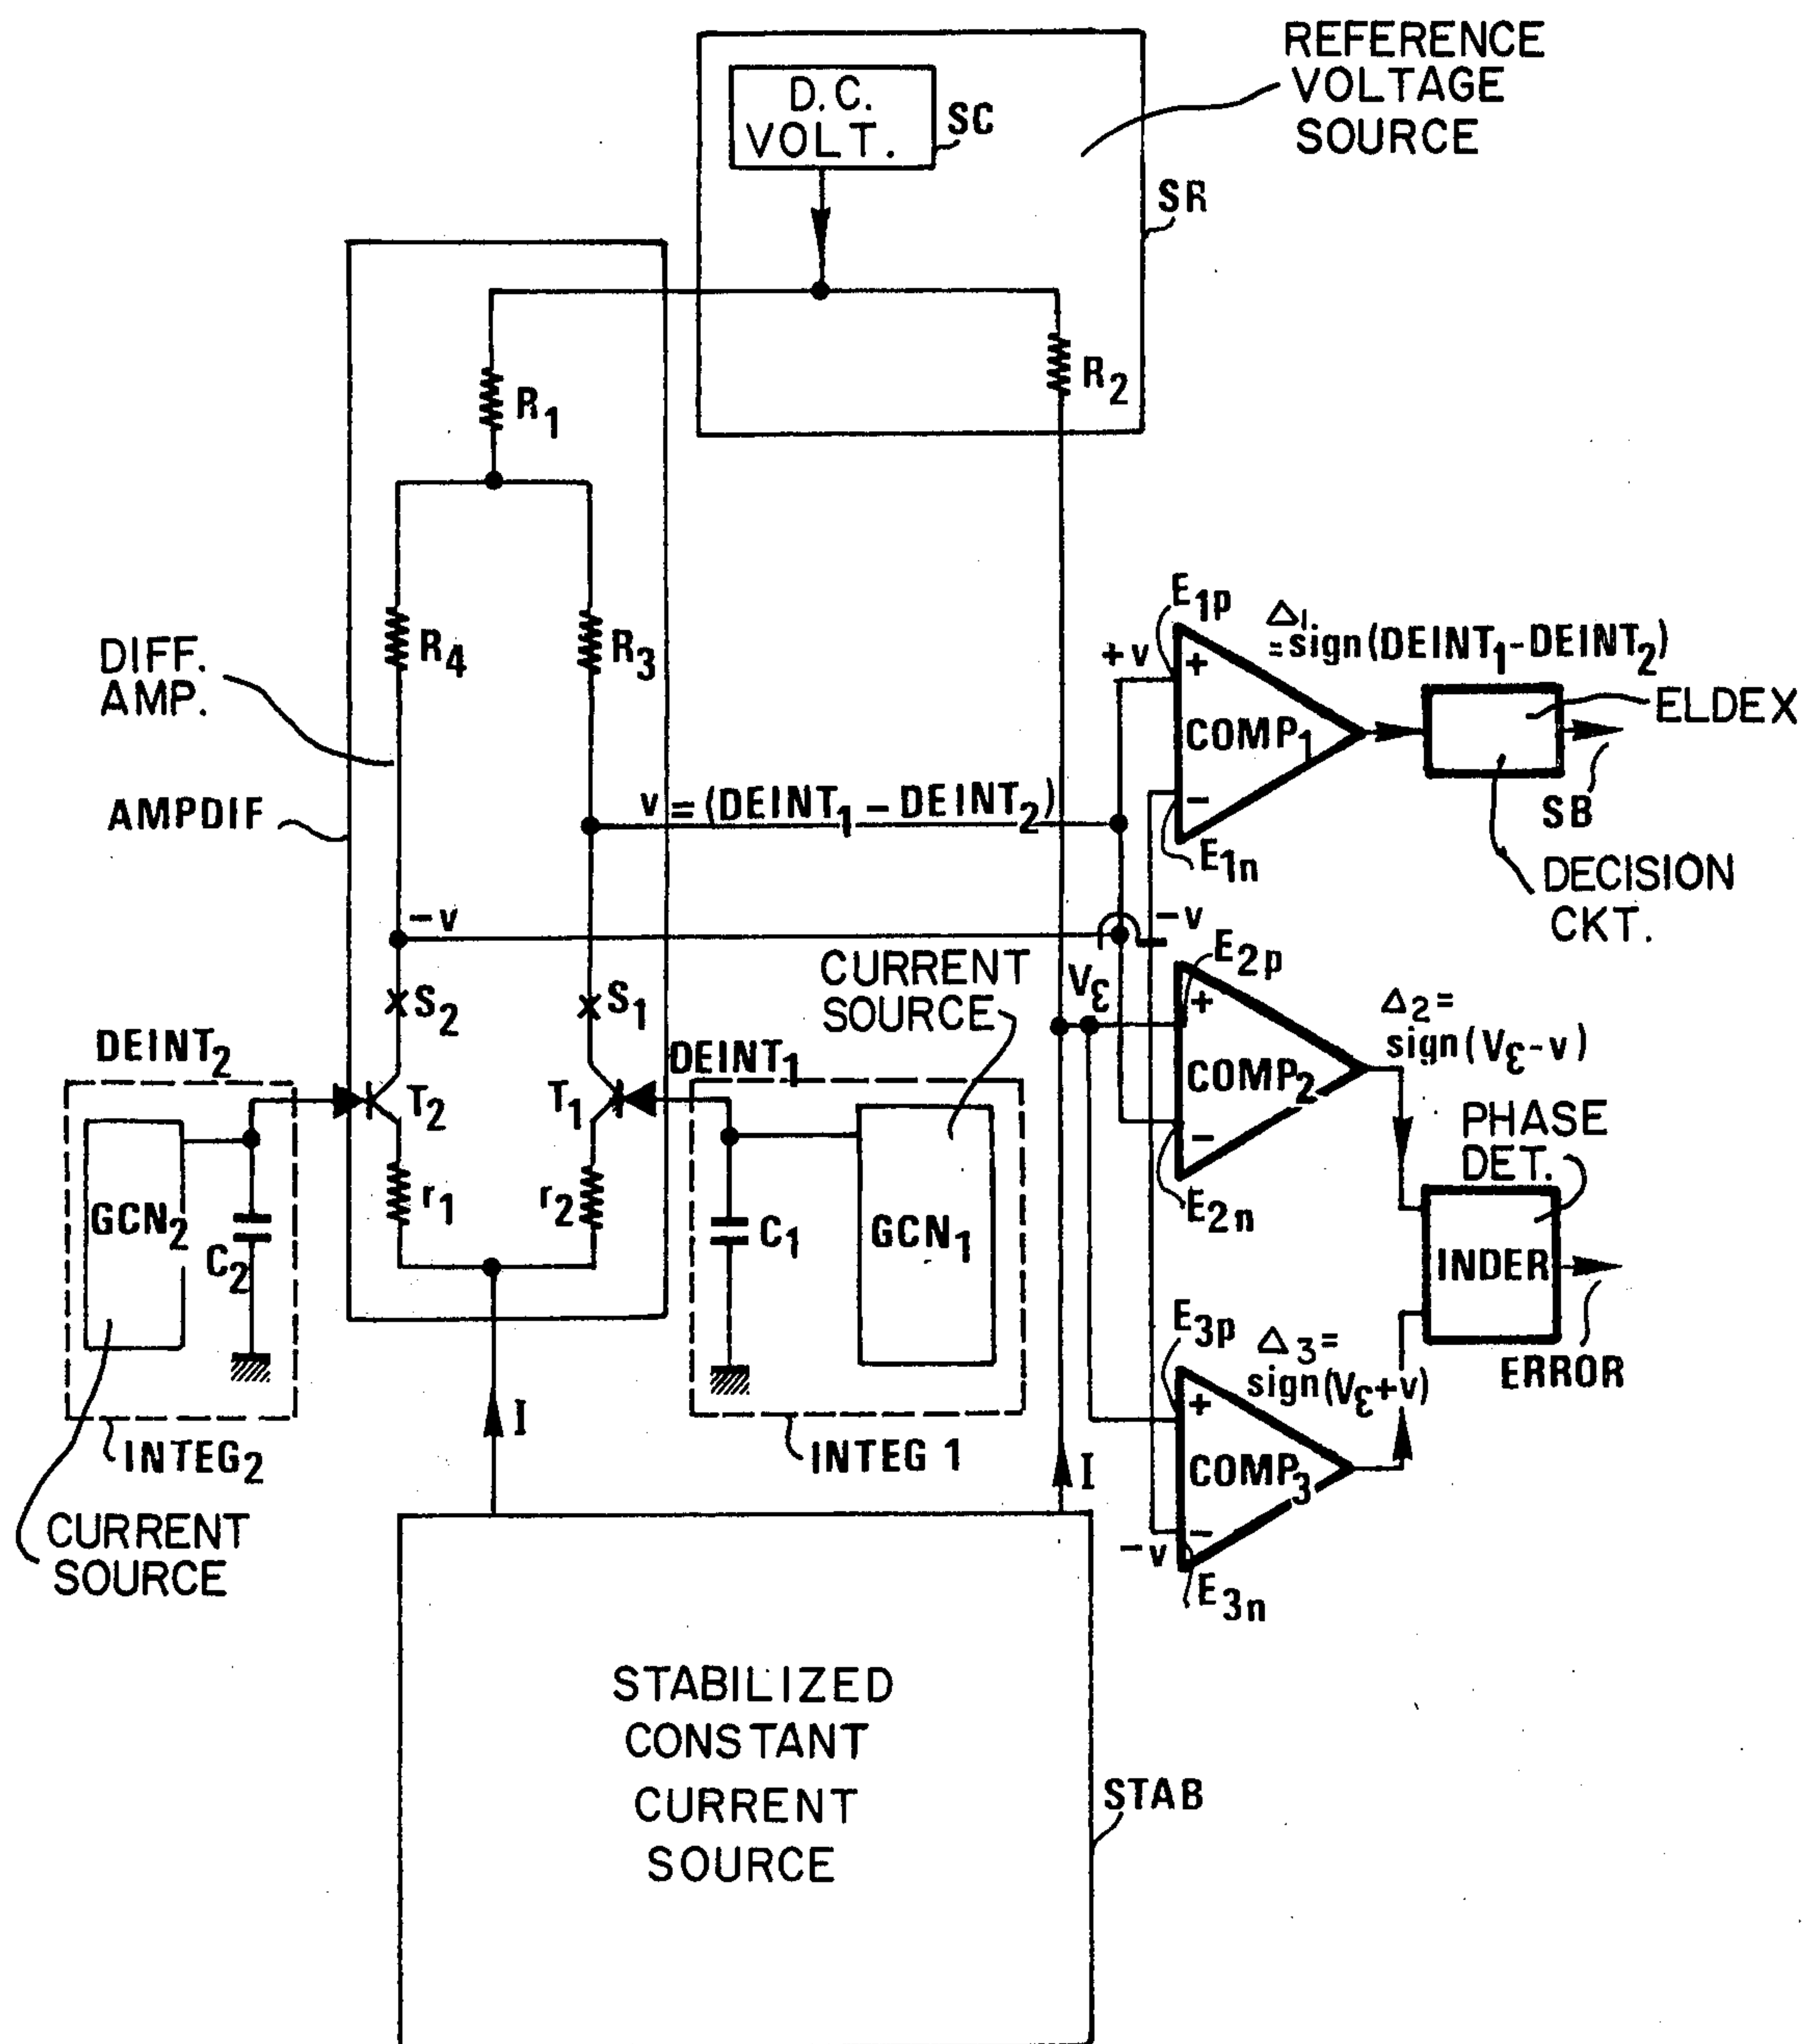 REFERENCE
VOLTAGE
SOURCE
D.C.
VOLT.
SC
SR
R2
R1
R4
R3
DIFF.
AMP.
AMPDIF
E1p
Δ1
=sign(DEINT1-DEINT2)
+v
+
COMP1
-
E1n
ELDEX
SB
DECISION
CKT.
v=(DEINT1-DEINT2)
-v
-v
CURRENT
SOURCE
Vε
E2p
+
COMP2
-
E2n
Δ2=
sign(Vε-v)
S2
S1
DEINT2
DEINT1
T2
T1
r1
r2
GCN2
C2
C1
GCN1
PHASE
DET.
INDER
ERROR
E3p
Δ3=
sign(Vε+v)
+
COMP3
-
-v
E3n
I
I
INTEG2
INTEG 1
CURRENT
SOURCE
STABILIZED
CONSTANT
CURRENT
SOURCE
STAB